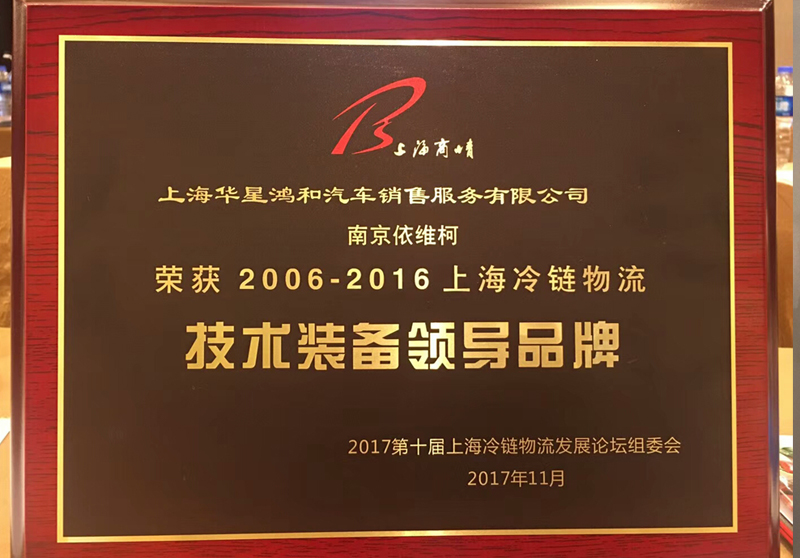 上海商情
上海华星鸿和汽车销售服务有限公司
南京依维柯
荣获 2006-2016 上海冷链物流
技术装备领导品牌
2017第十届上海冷链物流发展论坛组委会
2017年11月